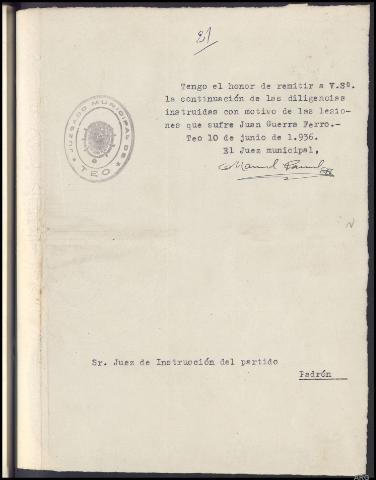 21
Tengo el honor de remitir a V.Sª.
la continuación de las diligencias
instruidas con motivo de las lesio-
nes que sufre Juan Guerra Ferro.-
Teo 10 de junio de 1.936.
El Juez municipal,
Manuel
JUZGADO MUNICIPAL DE
* TEO *
Sr. Juez de Instrucción del partido
Padrón